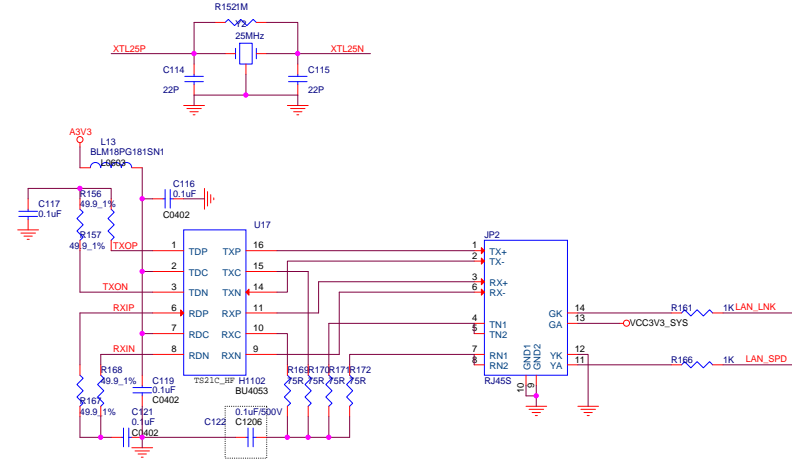 R1521M
Y2
25MHz
XTL25P
XTL25N
C114
C115
22P
22P
A3V3
L13
BLM18PG181SN1
L0603
C116
0.1uF
C0402
C117
0.1uF
R156
49.9_1%
R157
49.9_1%
TXOP
TXON
RXIP
RXIN
U17
1 TDP TXP 16
2 TDC TXC 15
3 TDN TXN 14
6 RDP RXP 11
7 RDC RXC 10
8 RDN RXN 9
TS21C_HF
H1102
BU4053
JP2
1 TX+
2 TX-
3 RX+
6 RX-
4 TN1
5 TN2
7 RN1
8 RN2
GK 14
GA 13
YK 12
YA 11
GND1
GND2
10
9
RJ45S
R161 1K LAN_LNK
VCC3V3_SYS
R166 1K LAN_SPD
R168
49.9_1%
R167
49.9_1%
C119
0.1uF
C0402
C121
0.1uF
C0402
C122
0.1uF/500V
C1206
R169 R170 R171 R172
75R 75R 75R 75R